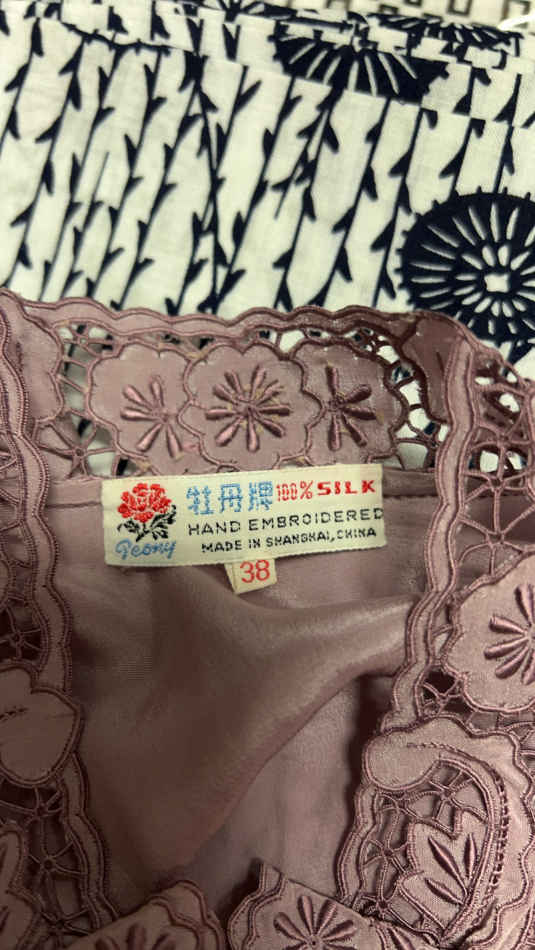 牡丹牌 100% SILK
HAND EMBROIDERED
Peony MADE IN SHANGHAI, CHINA
38